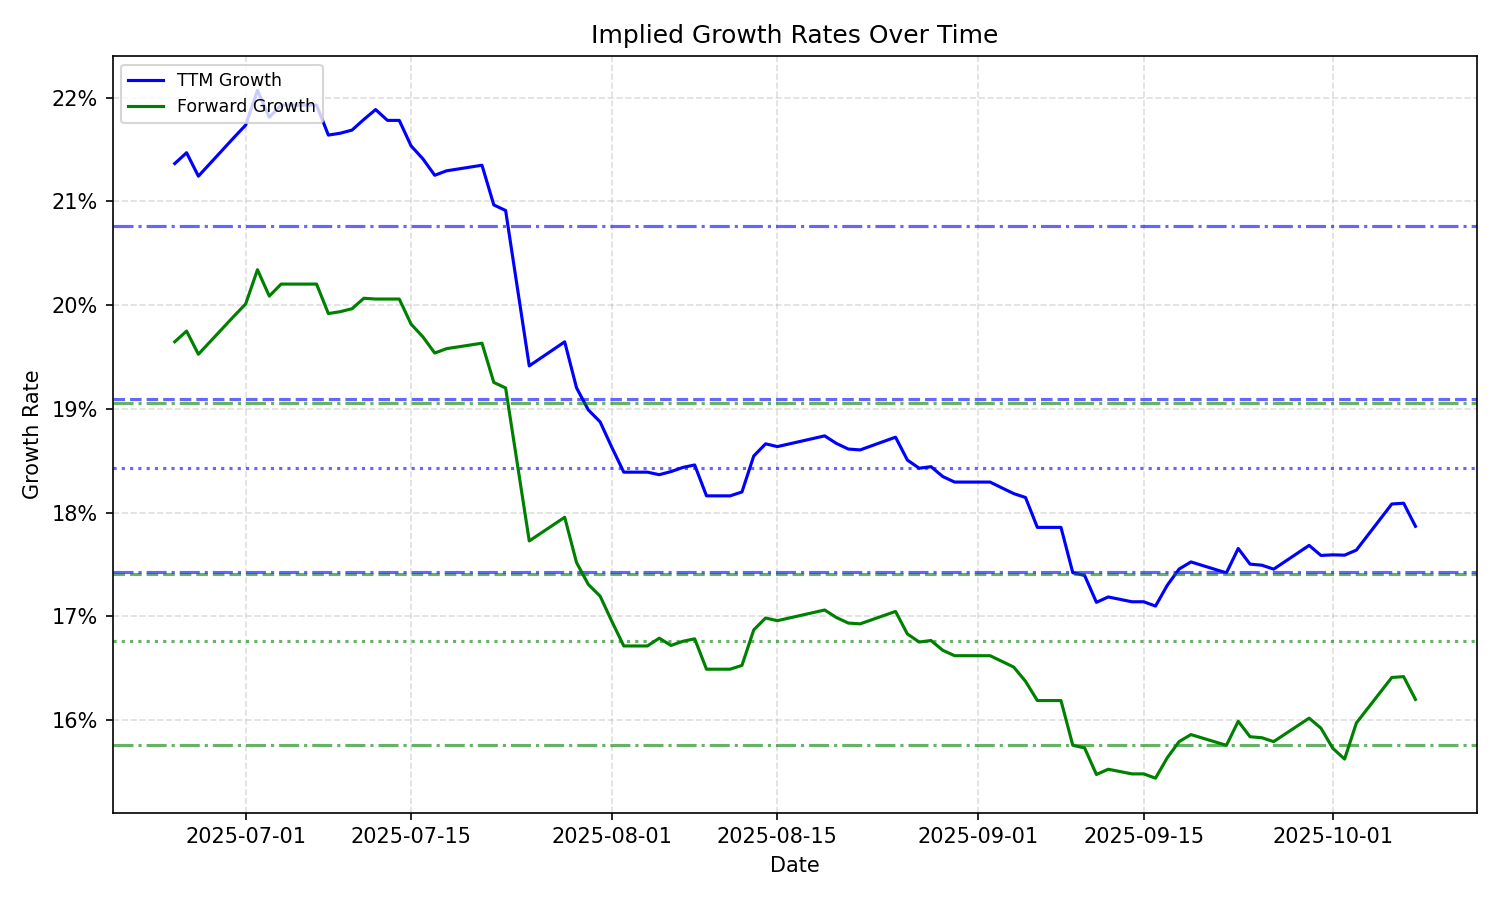 Implied Growth Rates Over Time
TTM Growth
Forward Growth
22%
21%
20%
19%
18%
17%
16%
Growth Rate
2025-07-01
2025-07-15
2025-08-01
2025-08-15
2025-09-01
2025-09-15
2025-10-01
Date